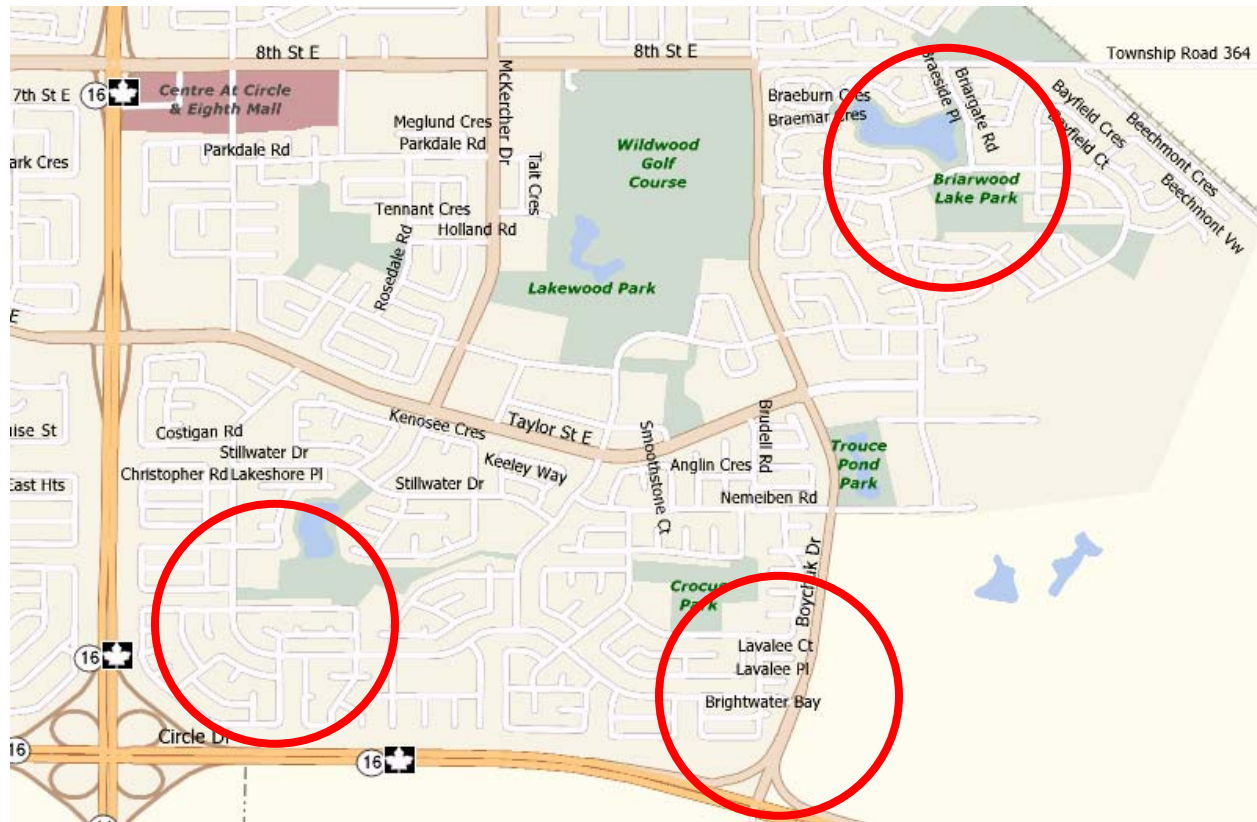 8th St E
8th St E
Township Road 364
16
7th St E
Centre At Circle
& Eighth Mall
McKercher Dr
Braeside Pl
Briargate Rd
Braeburn Cres
Braemar Cres
Bayfield Cres
Bayfield Ct
Beechmont Cres
Beechmont Vw
Meglund Cres
Parkdale Rd
Parkdale Rd
ark Cres
Tait Cres
Wildwood
Golf
Course
Briarwood
Lake Park
Tennant Cres
Holland Rd
Rosedale Rd
Lakewood Park
E
Kenosee Cres
Taylor St E
Smoothstone Ct
Brudell Rd
uise St
Costigan Rd
Stillwater Dr
Christopher Rd
Lakeshore Pl
East Hts
Stillwater Dr
Keeley Way
Anglin Cres
Nemeiben Rd
Trouce
Pond
Park
Boychuk Dr
Crocus
Park
Lavalee Ct
Lavalee Pl
Brightwater Bay
16
16
Circle Dr
16